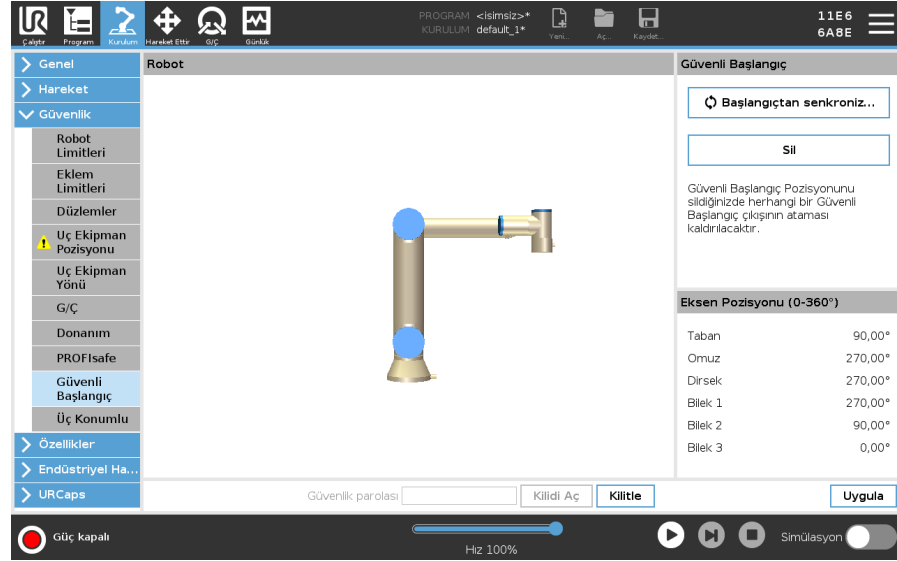 PROGRAM <isimsiz>*
KURULUM default_1*
11E6
6A8E
Çalıştır
Program
Kurulum
Hareket Ettir
G/Ç
Günlük
Yeni...
Aç...
Kaydet...
Genel
Hareket
Güvenlik
Robot
Limitleri
Eklem
Limitleri
Düzlemler
Uç Ekipman
Pozisyonu
Uç Ekipman
Yönü
G/Ç
Donanım
PROFIsafe
Güvenli
Başlangıç
Üç Konumlu
Özellikler
Endüstriyel Ha...
URCaps
Robot
Güvenli Başlangıç
Başlangıçtan senkroniz...
Sil
Güvenli Başlangıç Pozisyonunu
sildiğinizde herhangi bir Güvenli
Başlangıç çıkışının ataması
kaldırılacaktır.
Eksen Pozisyonu (0-360°)
Taban 90,00°
Omuz 270,00°
Dirsek 270,00°
Bilek 1 270,00°
Bilek 2 90,00°
Bilek 3 0,00°
Güvenlik parolası Kilidi Aç Kilitle Uygula
Güç kapalı
Hız 100%
Simülasyon